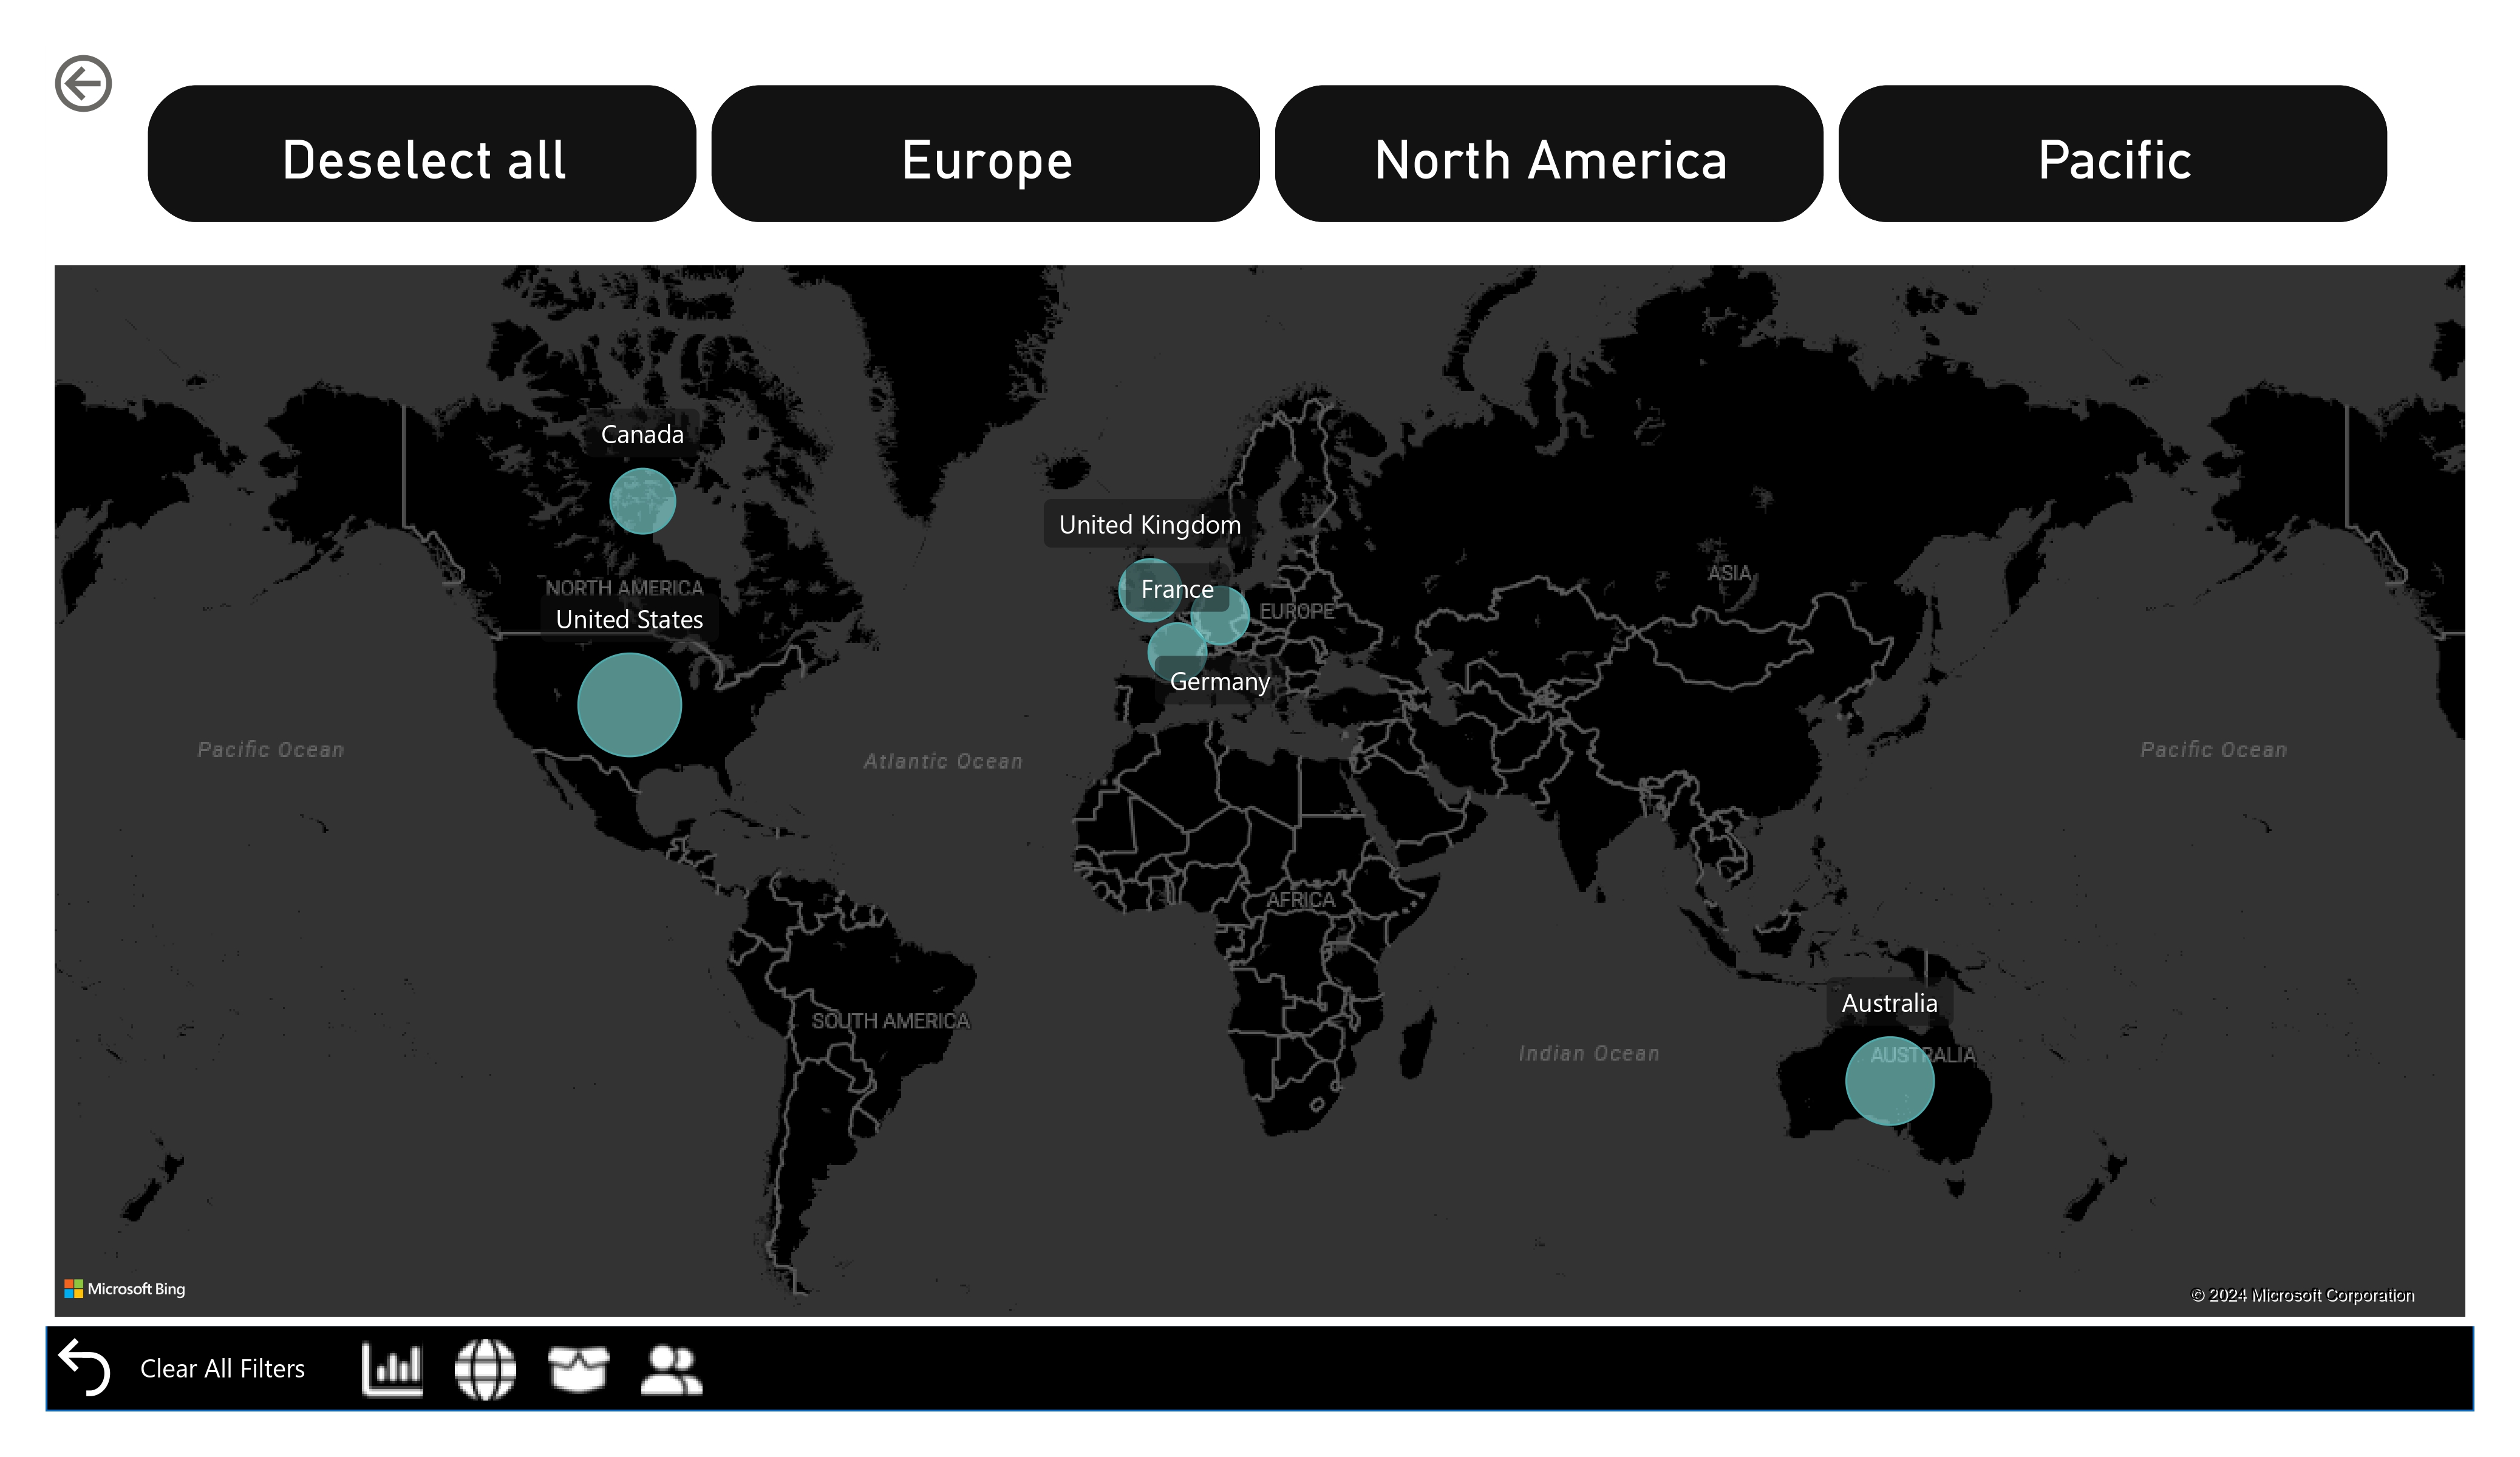 Deselect all
Europe
North America
Pacific
Canada
United Kingdom
ASIA
NORTH AMERICA
France
EUROPE
United States
Germany
Pacific Ocean
Atlantic Ocean
Pacific Ocean
AFRICA
Australia
SOUTH AMERICA
Indian Ocean
AUSTRALIA
Microsoft Bing
© 2024 Microsoft Corporation
Clear All Filters